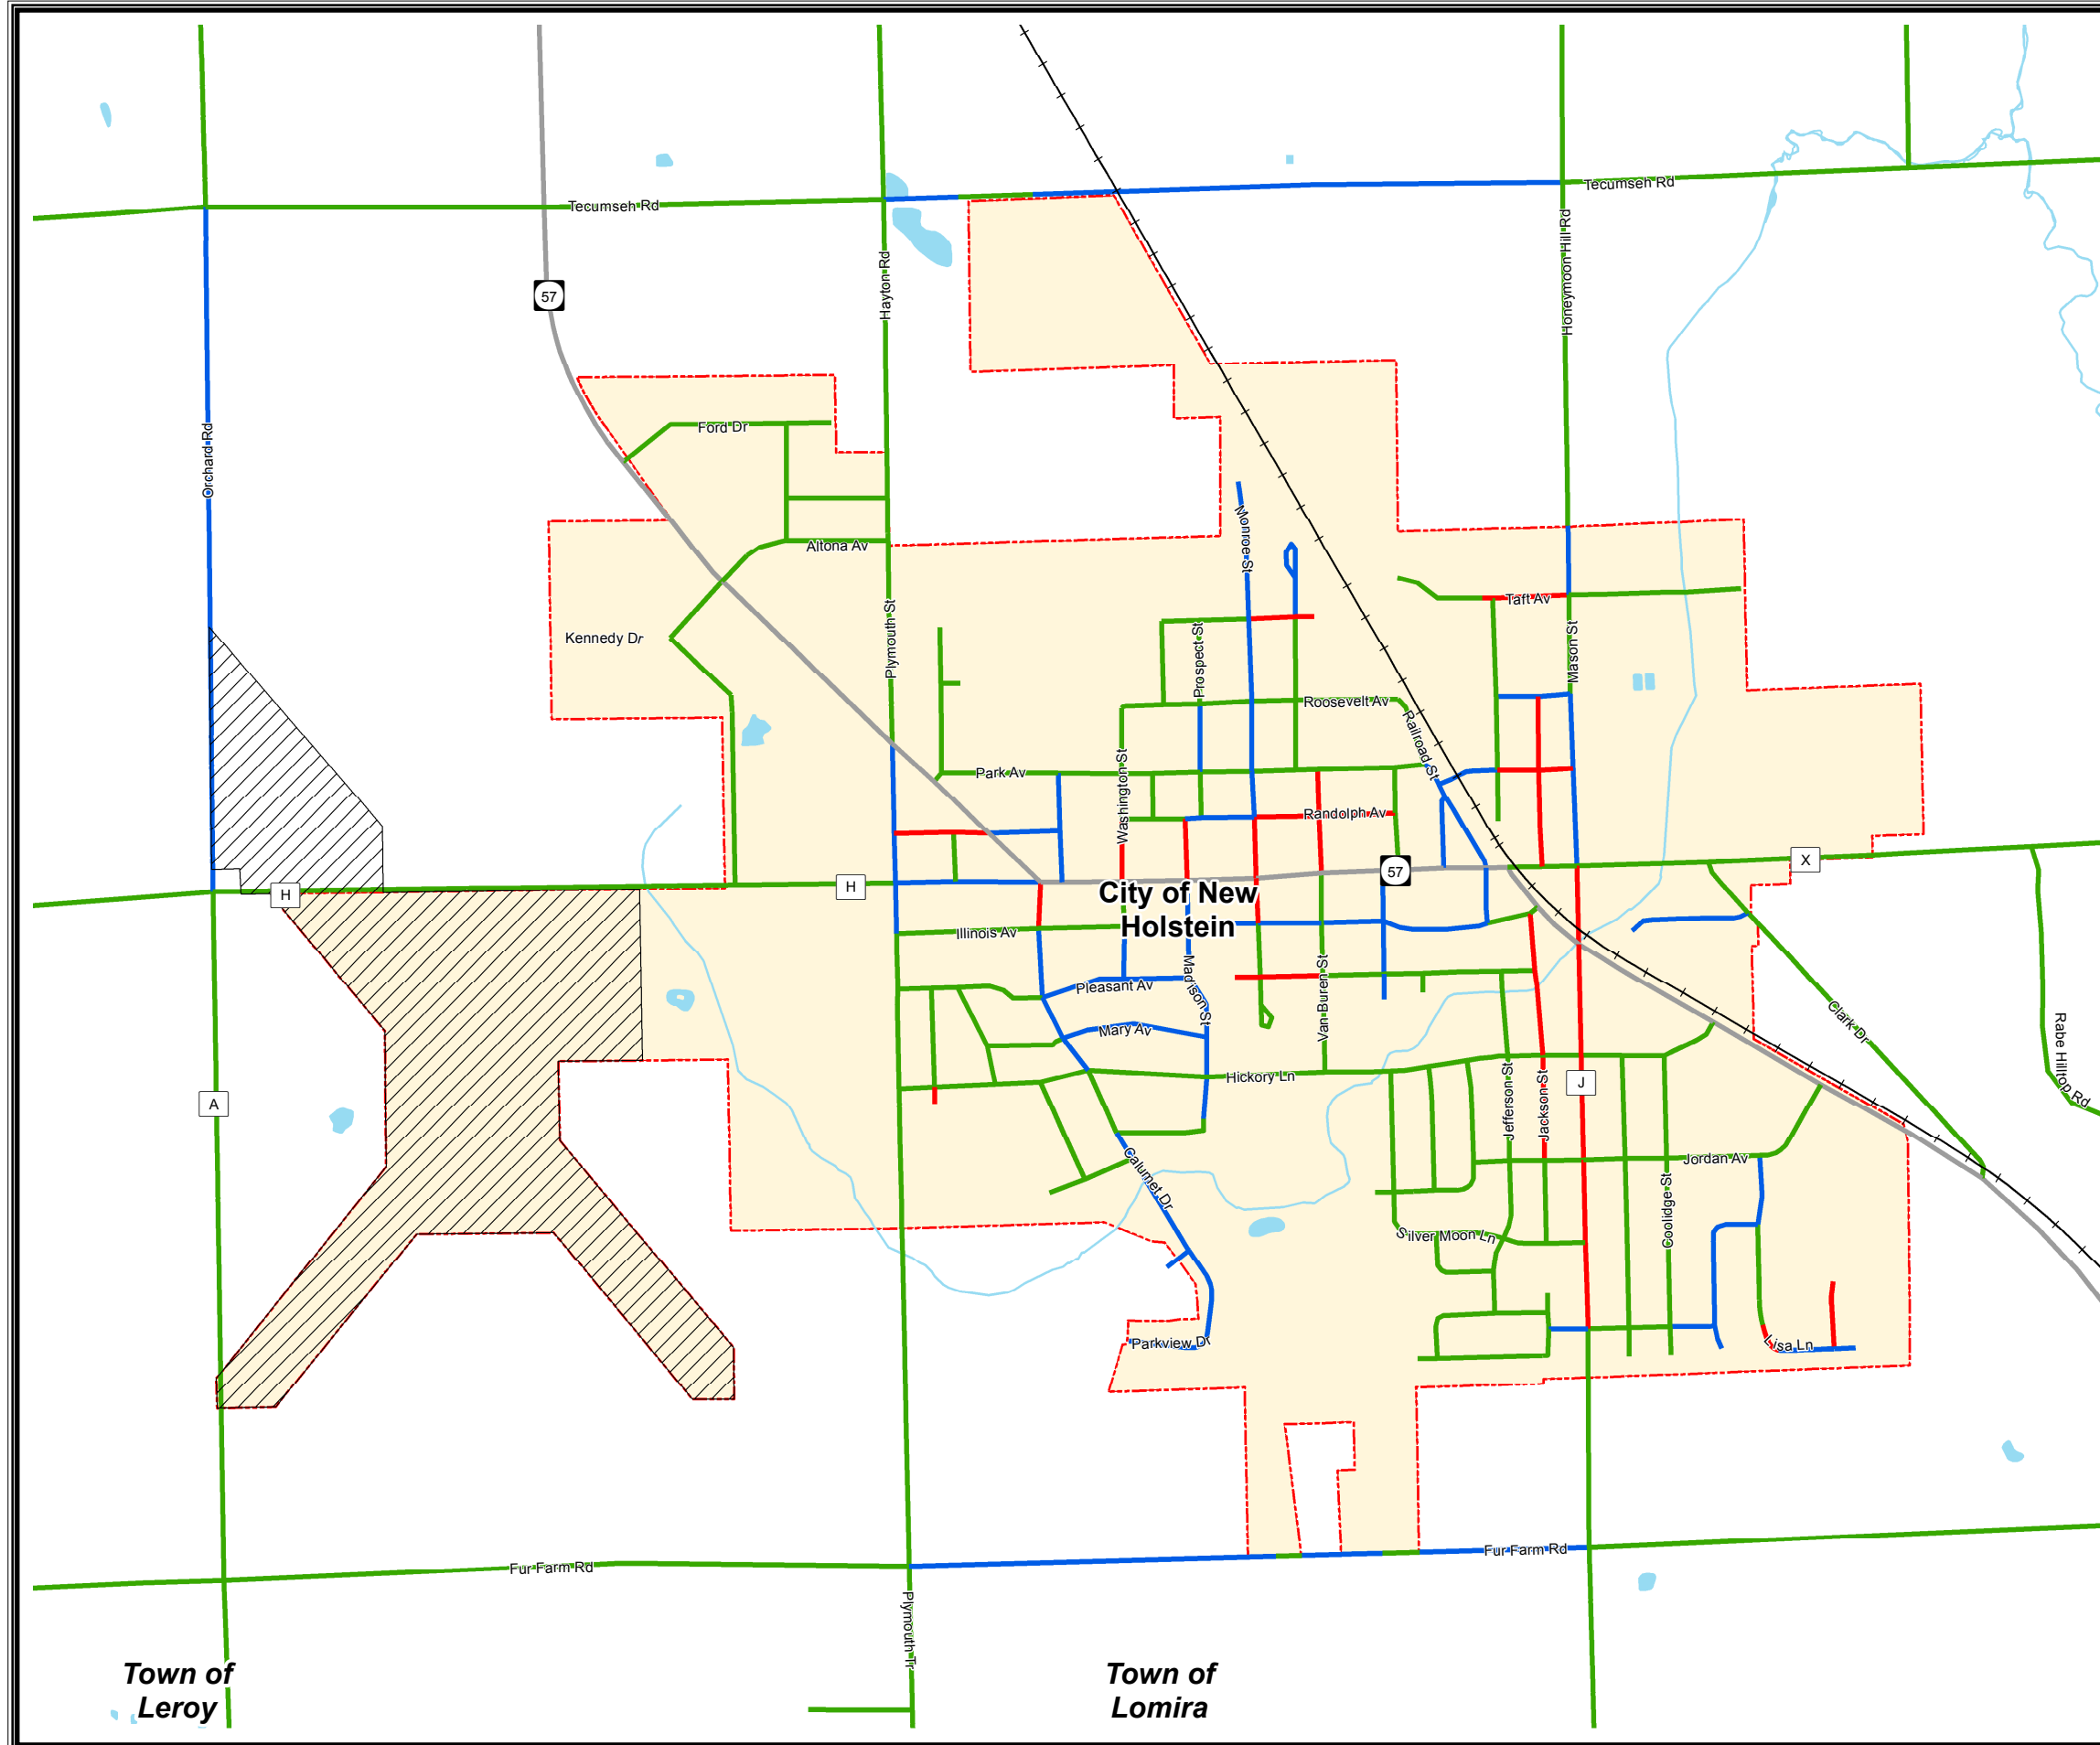 Tecumseh Rd
Tecumseh Rd
Honeymoon Hill Rd
Hayton Rd
57
Ford Dr
Orchard Rd
Altona Av
Monroe St
Taft Av
Kennedy Dr
Plymouth St
Prospect St
Mason St
Roosevelt Av
Railroad St
Park Av
Washington St
Randolph Av
X
57
H
H
City of New
Holstein
Illinois Av
Pleasant Av
Madison St
Van Buren St
Mary Av
Clark Dr
Rabe Hilltop Rd
Hickory Ln
J
A
Jefferson St
Jackson St
Jordan Av
Calumet Dr
Coolidge St
Silver Moon Ln
Parkview Dr
Lisa Ln
Fur Farm Rd
Fur Farm Rd
Plymouth Tr
Town of
Leroy
Town of
Lomira